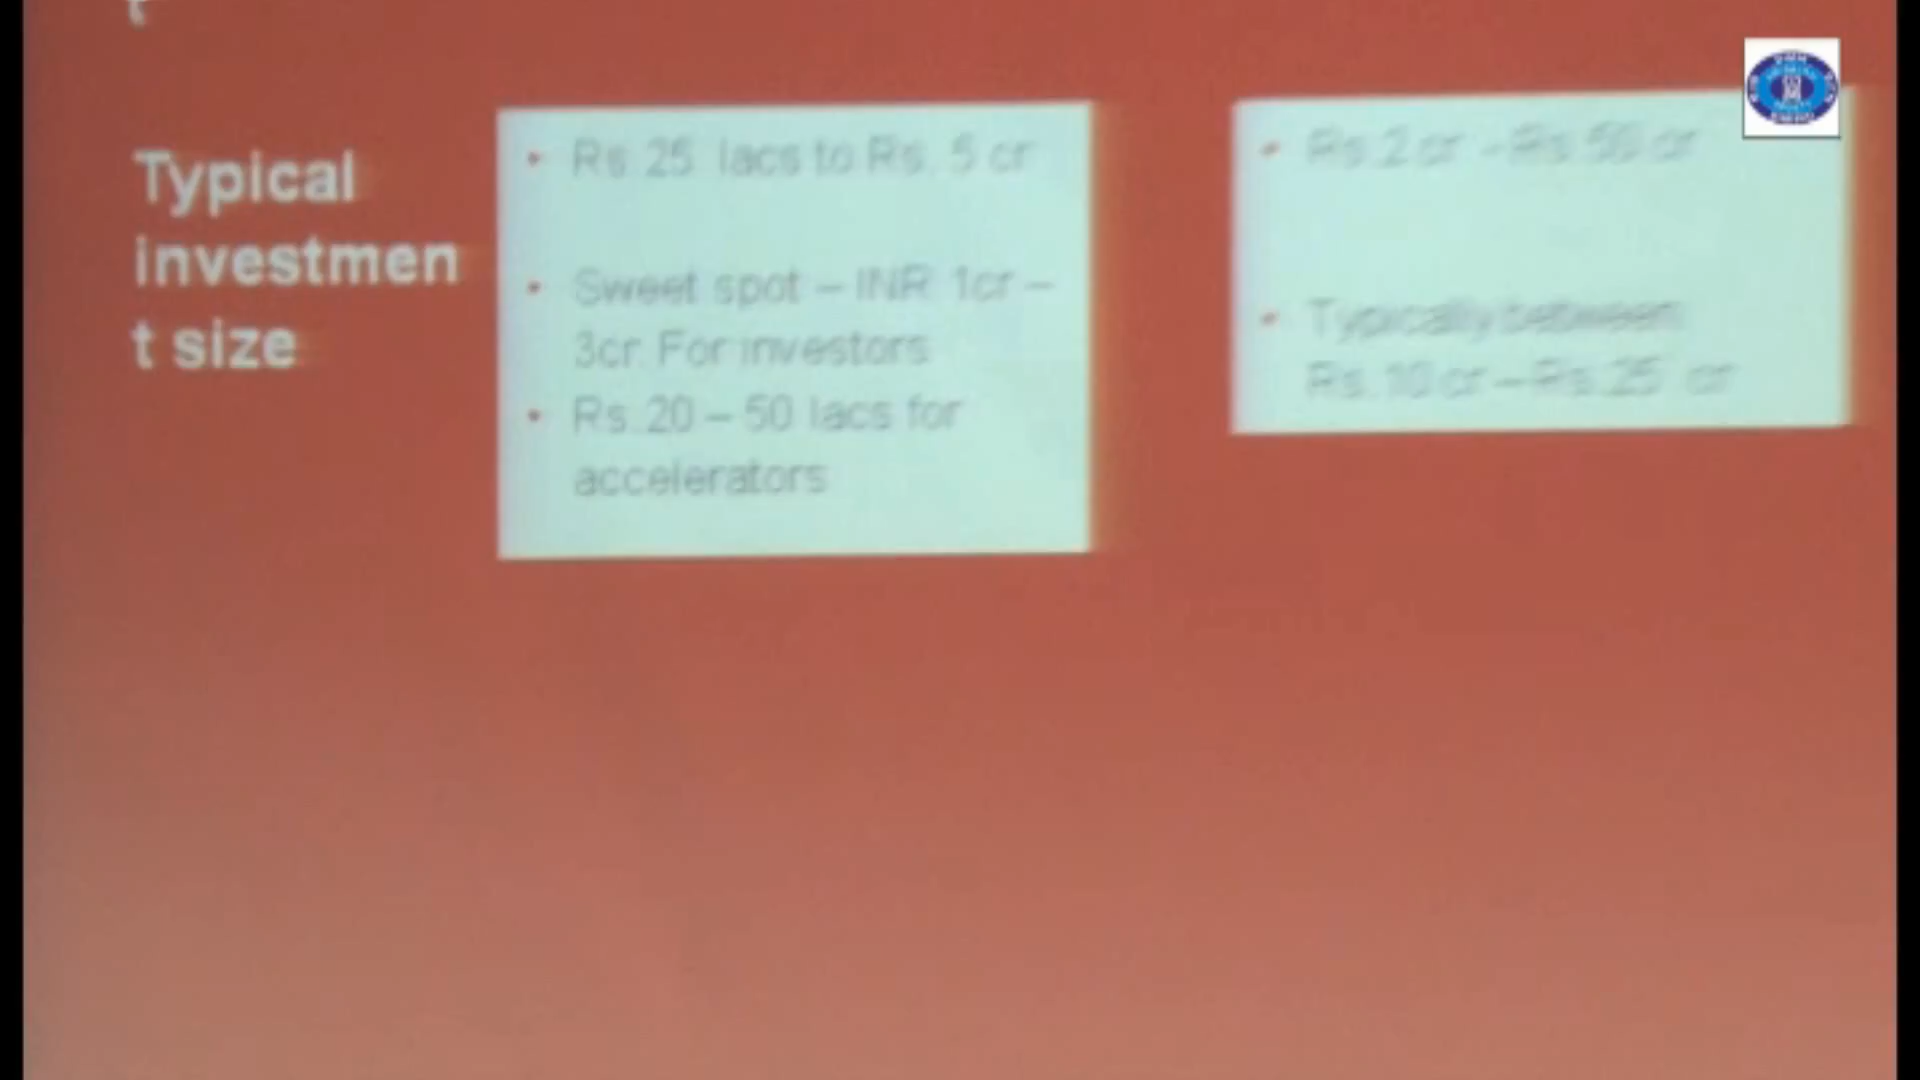 Typical
investmen
t size
• Rs.25 lacs to Rs. 5 cr
• Sweet spot – INR 1cr –
3cr. For investors
• Rs.20 – 50 lacs for
accelerators
• Rs.2 cr - Rs.50 cr
• Typically between
Rs.10 cr – Rs.25 cr